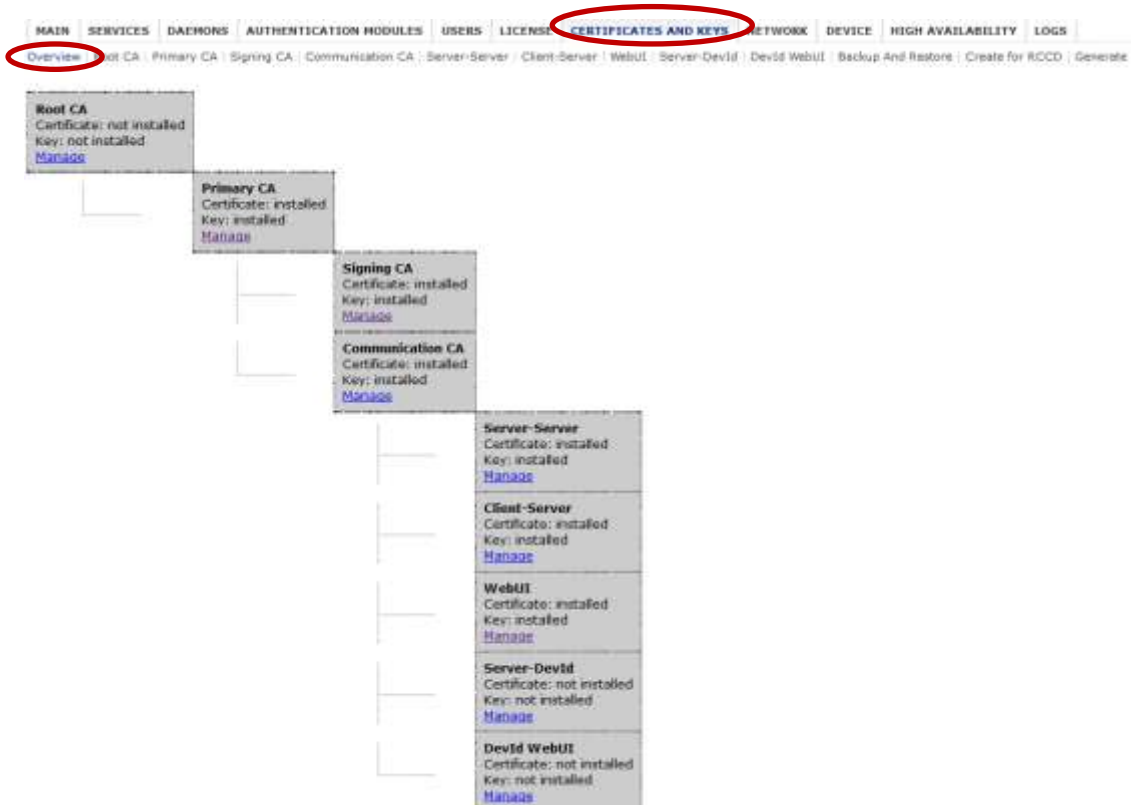 MAIN SERVICES DAEMONS AUTHENTICATION MODULES USERS LICENSE CERTIFICATES AND KEYS NETWORK DEVICE HIGH AVAILABILITY LOGS
Overview Root CA Primary CA Signing CA Communication CA Server-Server Client-Server WebUI Server-DevId DevId WebUI Backup And Restore Create for RCCD Generate
Root CA
Certificate: not installed
Key: not installed
Manage
Primary CA
Certificate: installed
Key: installed
Manage
Signing CA
Certificate: installed
Key: installed
Manage
Communication CA
Certificate: installed
Key: installed
Manage
Server-Server
Certificate: installed
Key: installed
Manage
Client-Server
Certificate: installed
Key: installed
Manage
WebUI
Certificate: installed
Key: installed
Manage
Server-DevId
Certificate: not installed
Key: not installed
Manage
DevId WebUI
Certificate: not installed
Key: not installed
Manage